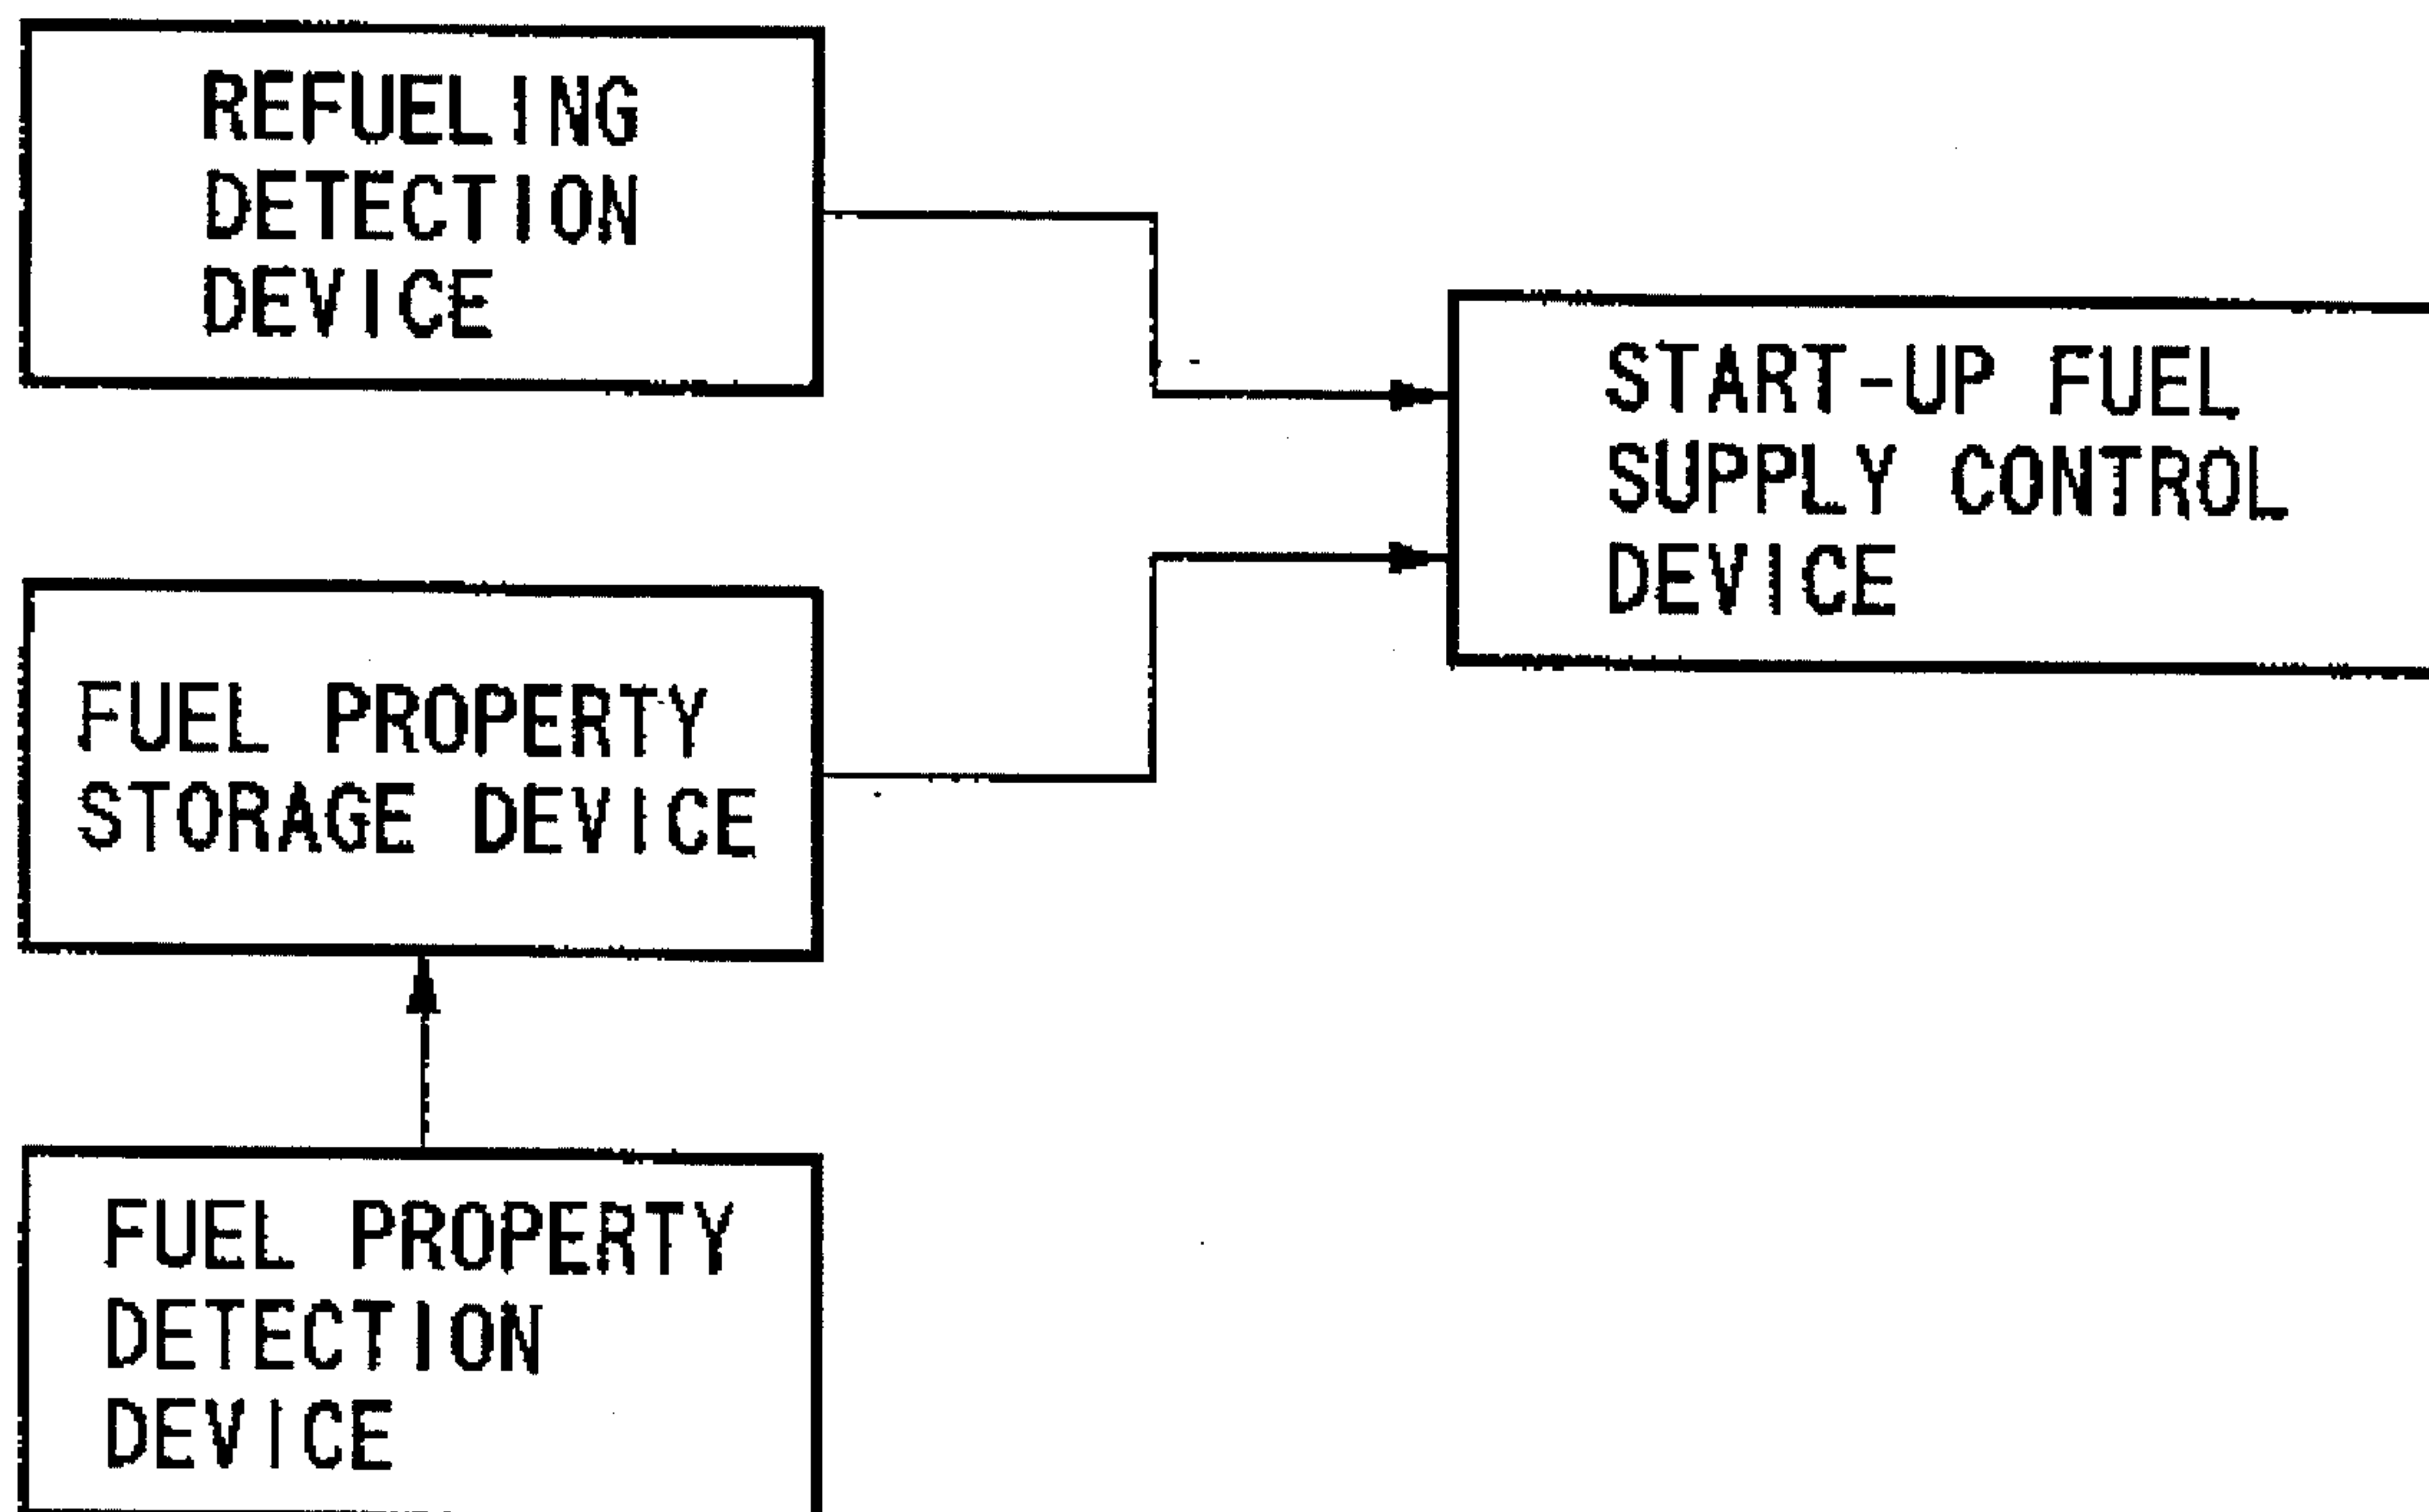 REFUELING
DETECTION
DEVICE
START-UP FUEL
SUPPLY CONTROL
DEVICE
FUEL PROPERTY
STORAGE DEVICE
FUEL PROPERTY
DETECTION
DEVICE